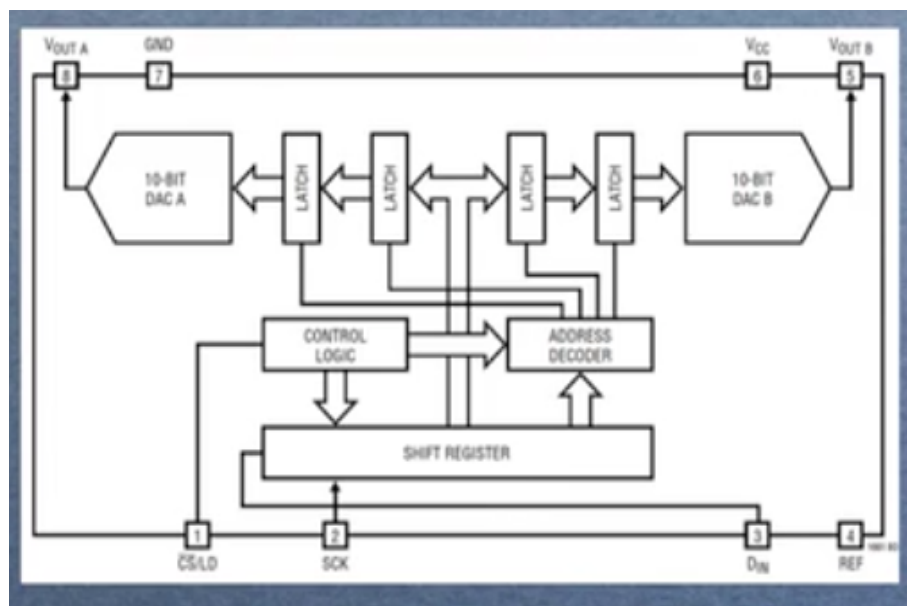 VOUT A
GND
VCC
VOUT B
8
7
6
5
10-BIT
DAC A
LATCH
LATCH
LATCH
LATCH
10-BIT
DAC B
CONTROL
LOGIC
ADDRESS
DECODER
SHIFT REGISTER
1
2
3
4
CS/LD
SCK
DIN
REF